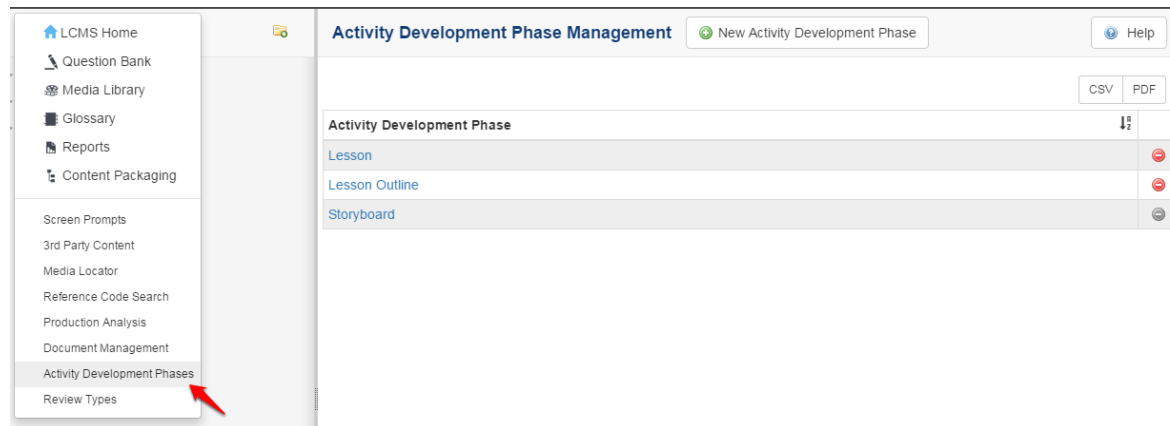 LCMS Home
Question Bank
Media Library
Glossary
Reports
Content Packaging
Screen Prompts
3rd Party Content
Media Locator
Reference Code Search
Production Analysis
Document Management
Activity Development Phases
Review Types
Activity Development Phase Management
New Activity Development Phase
Help
CSV PDF
Activity Development Phase
Lesson
Lesson Outline
Storyboard